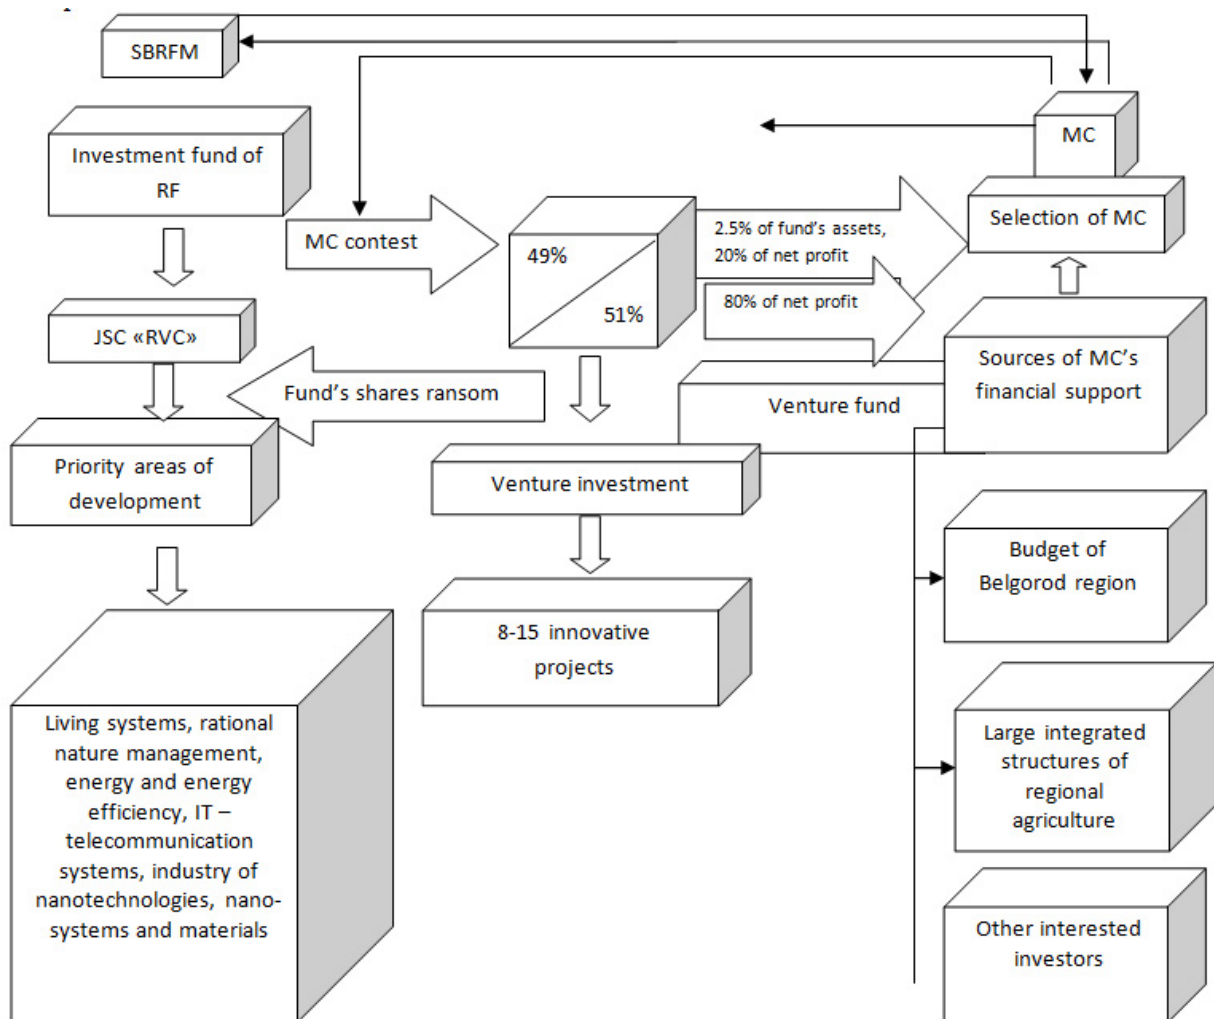 SBRFM
MC
Investment fund of
RF
Selection of MC
MC contest
49%
51%
2.5% of fund's assets,
20% of net profit
80% of net profit
JSC «RVC»
Fund's shares ransom
Venture fund
Sources of MC's
financial support
Priority areas of
development
Venture investment
Budget of
Belgorod region
8-15 innovative
projects
Living systems, rational
nature management,
energy and energy
efficiency, IT –
telecommunication
systems, industry of
nanotechnologies, nano-
systems and materials
Large integrated
structures of
regional
agriculture
Other interested
investors